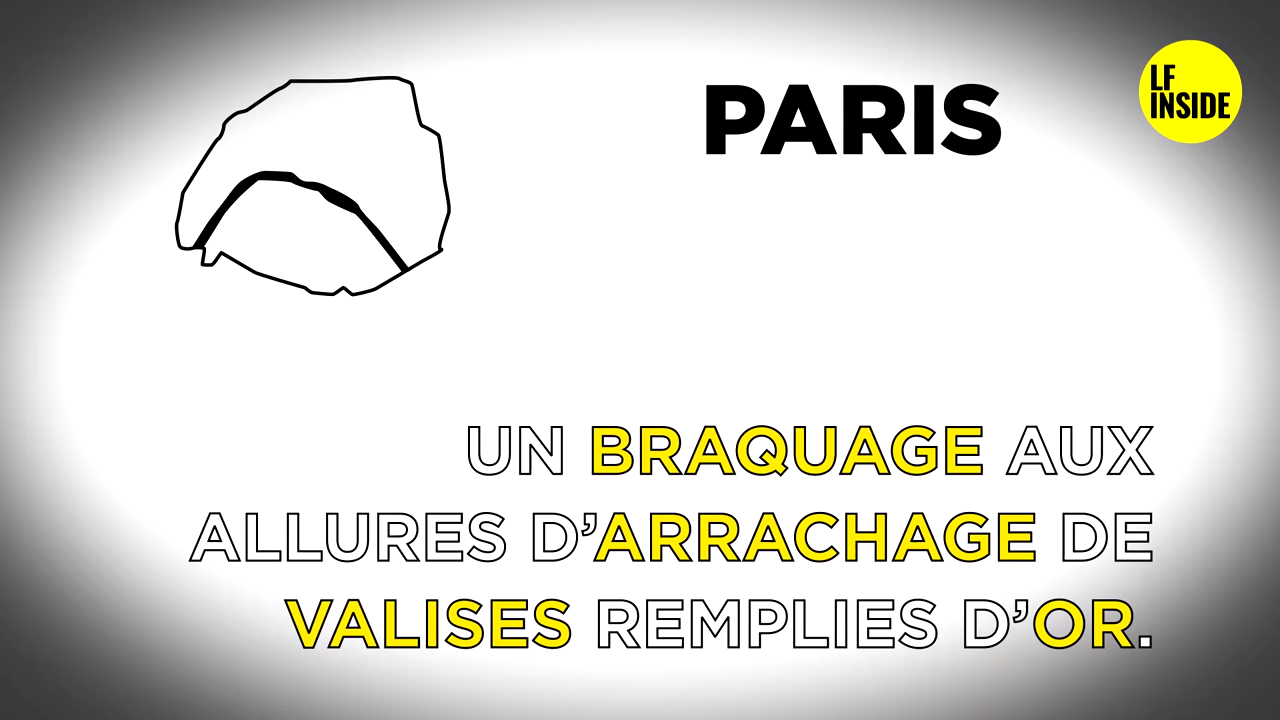 PARIS
LF
INSIDE
UN BRAQUAGE AUX
ALLURES D’ARRACHAGE DE
VALISES REMPLIES D’OR.